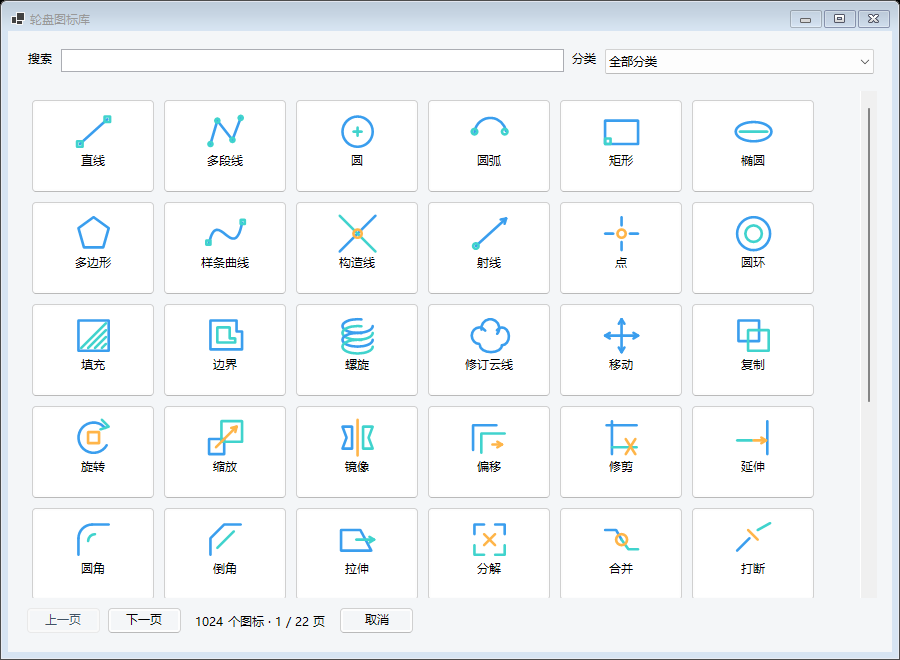 轮盘图标库
搜索
分类 全部分类
直线 多段线 圆 圆弧 矩形 椭圆
多边形 样条曲线 构造线 射线 点 圆环
填充 边界 螺旋 修订云线 移动 复制
旋转 缩放 镜像 偏移 修剪 延伸
圆角 倒角 拉伸 分解 合并 打断
上一页 下一页 1024 个图标 · 1 / 22 页 取消